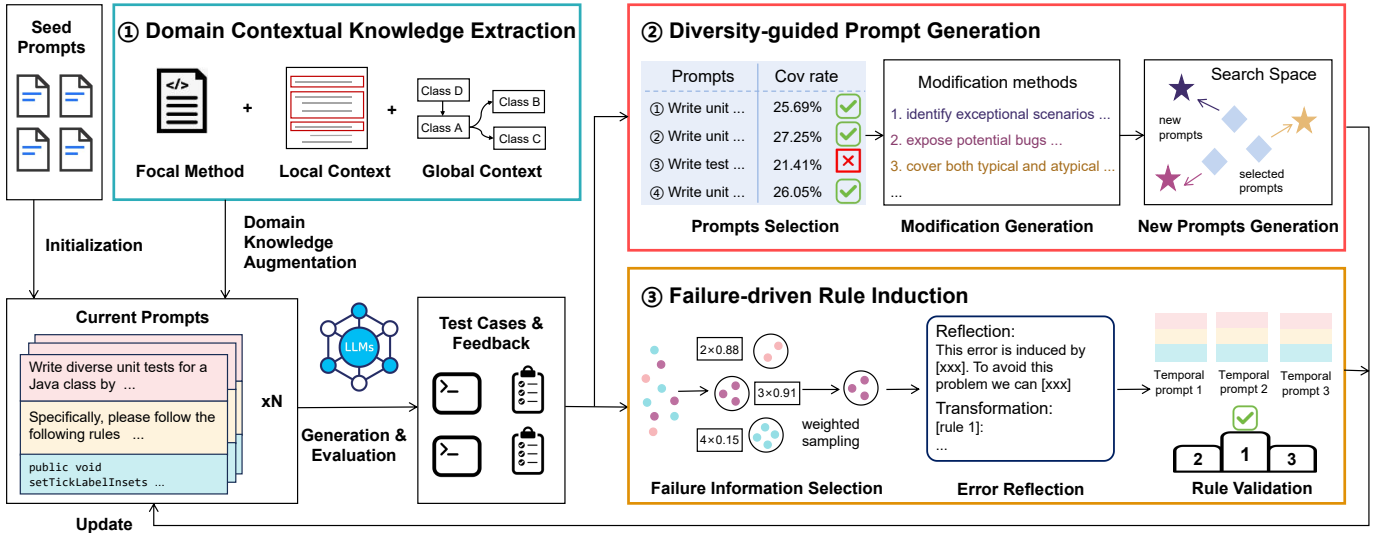 Seed
Prompts
① Domain Contextual Knowledge Extraction
</>
+
+
Class D
Class A
Class B
Class C
Focal Method
Local Context
Global Context
Initialization
Domain
Knowledge
Augmentation
② Diversity-guided Prompt Generation
Prompts Cov rate
① Write unit ... 25.69%
② Write unit ... 27.25%
③ Write test ... 21.41%
④ Write unit ... 26.05%
Prompts Selection
Modification methods
1. identify exceptional scenarios ...
2. expose potential bugs ...
3. cover both typical and atypical ...
...
Modification Generation
Search Space
new
prompts
selected
prompts
New Prompts Generation
Current Prompts
Write diverse unit tests for a
Java class by ...
Specifically, please follow the
following rules ...
public void
setTickLabelInsets ...
xN
LLMs
Generation &
Evaluation
Test Cases &
Feedback
>_
>_
③ Failure-driven Rule Induction
2×0.88
3×0.91
4×0.15
weighted
sampling
Failure Information Selection
Reflection:
This error is induced by
[xxx]. To avoid this
problem we can [xxx]
Transformation:
[rule 1]:
...
Error Reflection
Temporal
prompt 1
Temporal
prompt 2
Temporal
prompt 3
2 1 3
Rule Validation
Update